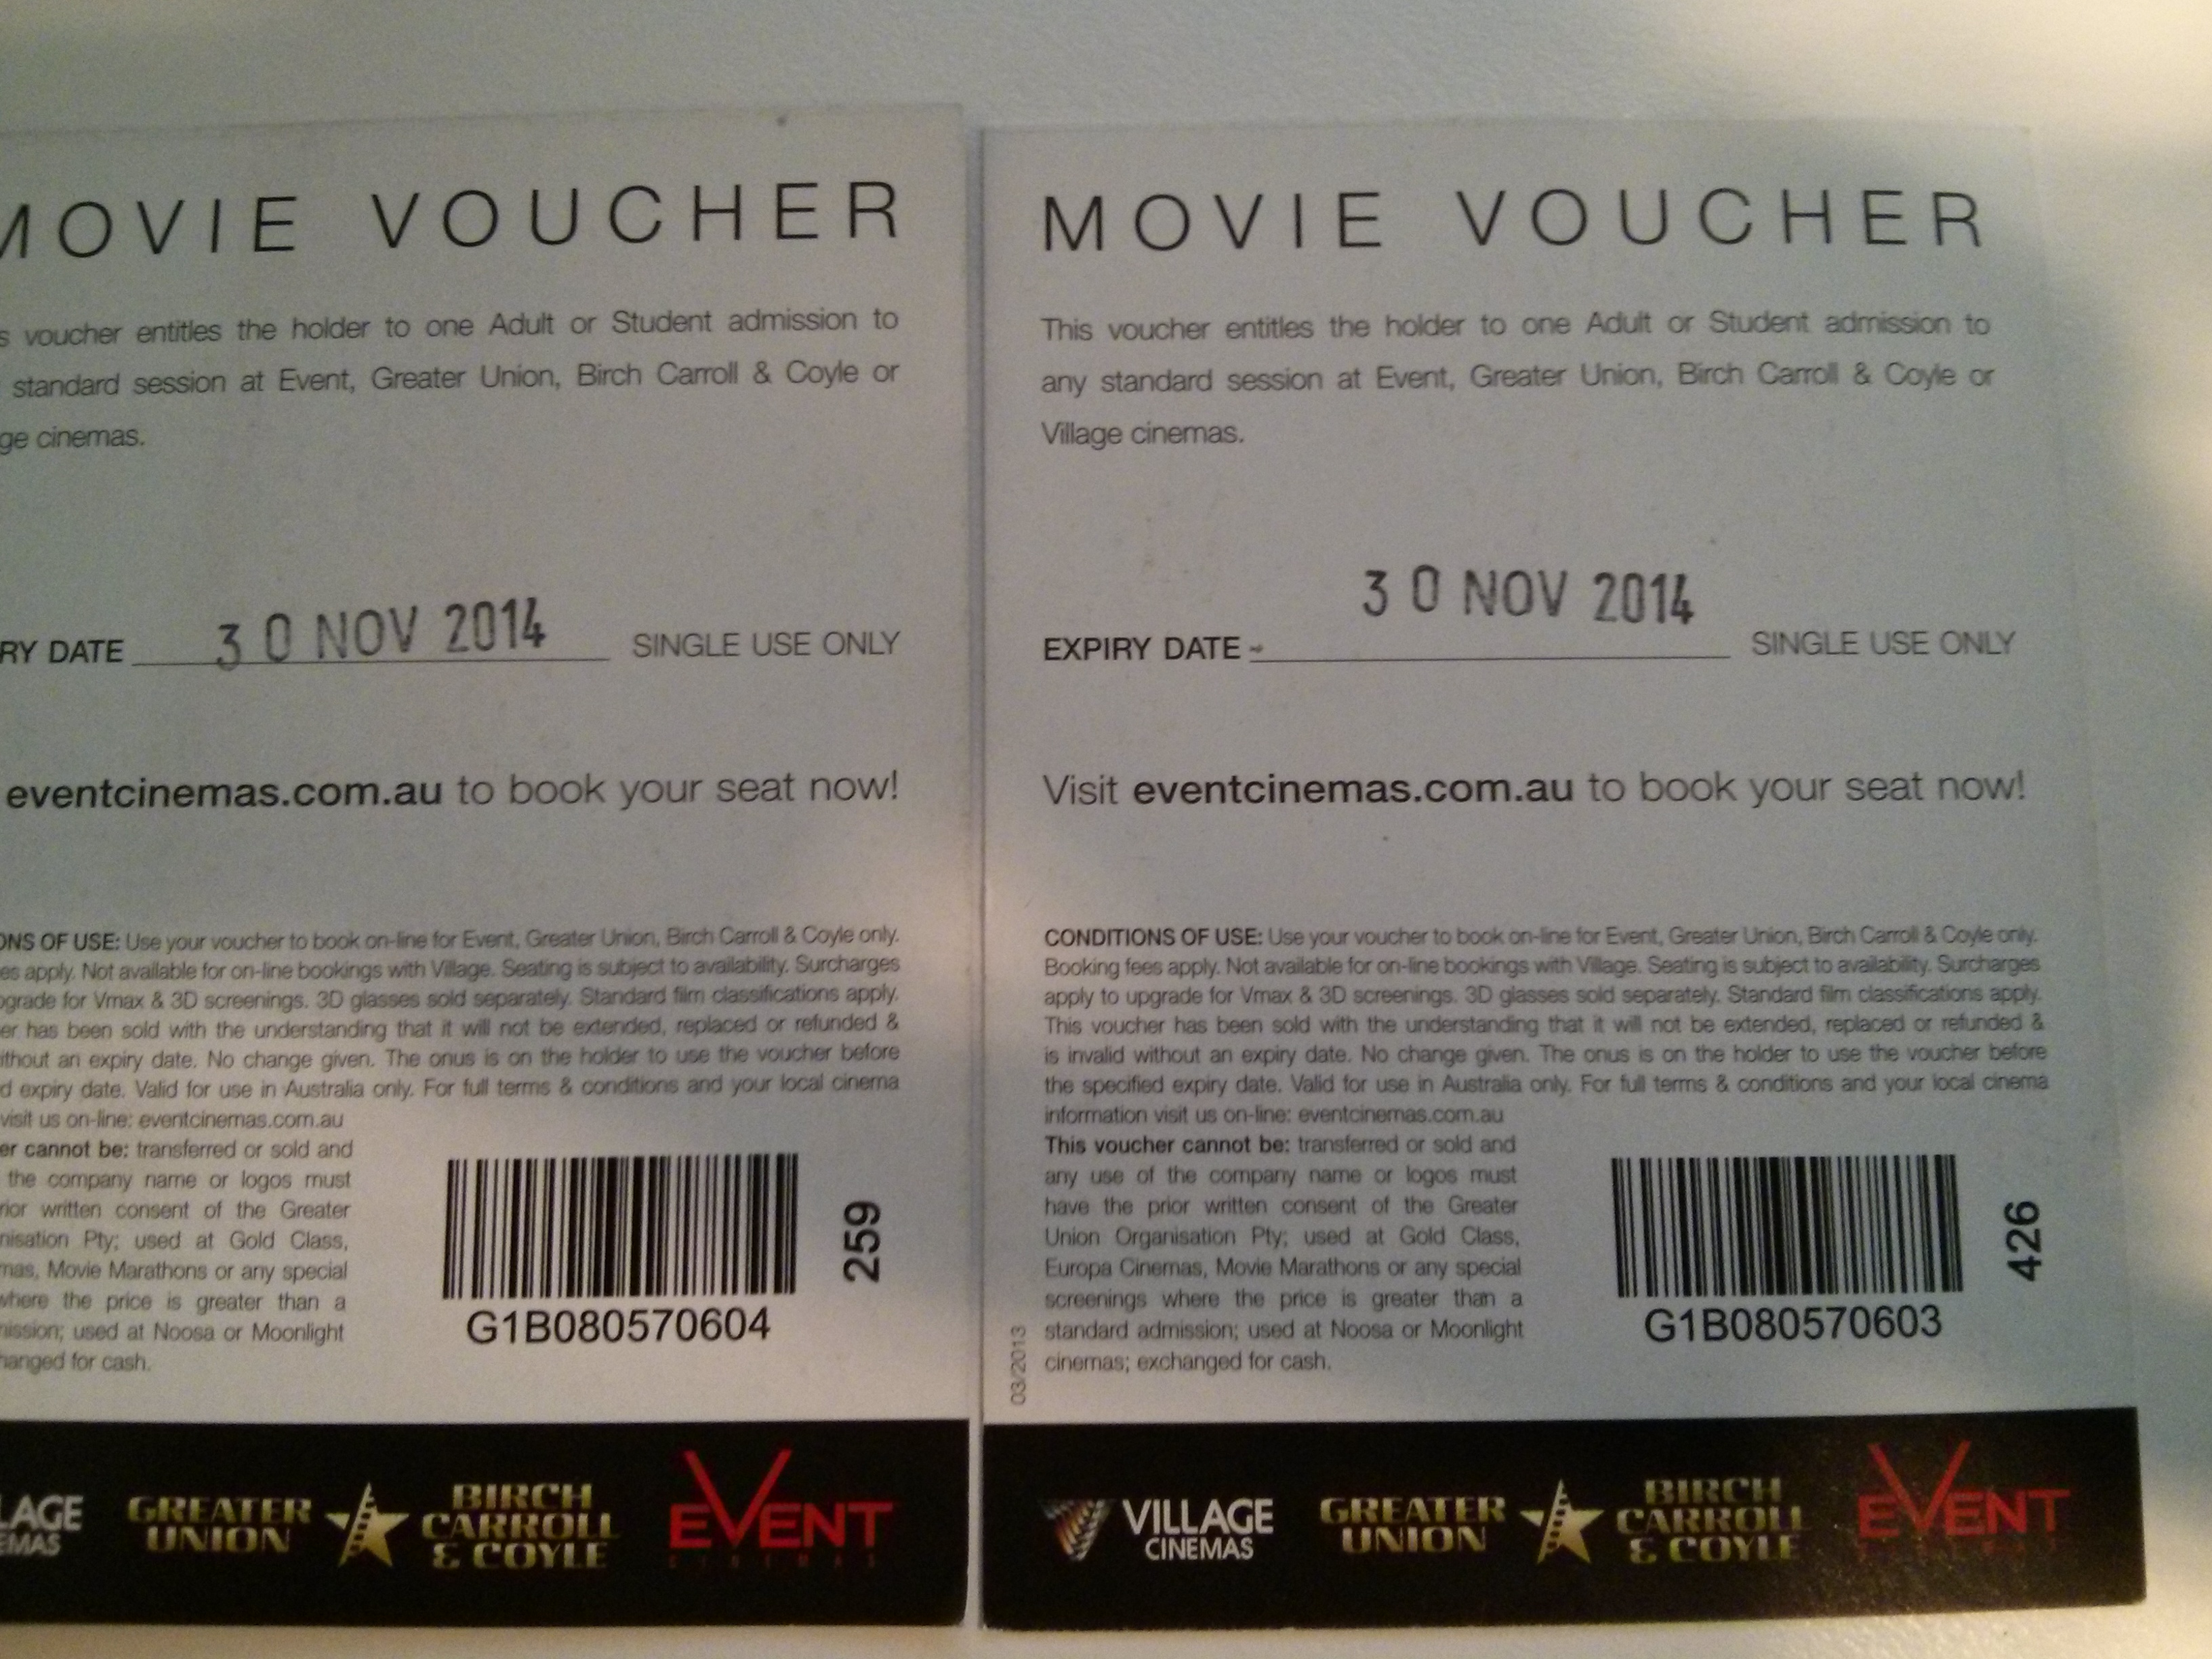 MOVIE VOUCHER
voucher entitles the holder to one Adult or Student admission to
standard session at Event, Greater Union, Birch Carroll & Coyle or
ge cinemas.
30 NOV 2014
RY DATE SINGLE USE ONLY
eventcinemas.com.au to book your seat now!
ONS OF USE: Use your voucher to book on-line for Event, Greater Union, Birch Carroll & Coyle only.
es apply. Not available for on-line bookings with Village. Seating is subject to availability. Surcharges
pgrade for Vmax & 3D screenings. 3D glasses sold separately. Standard film classifications apply.
er has been sold with the understanding that it will not be extended, replaced or refunded &
ithout an expiry date. No change given. The onus is on the holder to use the voucher before
d expiry date. Valid for use in Australia only. For full terms & conditions and your local cinema
visit us on-line: eventcinemas.com.au
er cannot be: transferred or sold and
the company name or logos must
rior written consent of the Greater
nisation Pty; used at Gold Class,
mas, Movie Marathons or any special
where the price is greater than a
mission; used at Noosa or Moonlight
hanged for cash.
G1B080570604
259
LAGE
EMAS
GREATER
UNION
BIRCH
CARROLL
& COYLE
EVENT
CINEMAS
MOVIE VOUCHER
This voucher entitles the holder to one Adult or Student admission to
any standard session at Event, Greater Union, Birch Carroll & Coyle or
Village cinemas.
30 NOV 2014
EXPIRY DATE SINGLE USE ONLY
Visit eventcinemas.com.au to book your seat now!
CONDITIONS OF USE: Use your voucher to book on-line for Event, Greater Union, Birch Carroll & Coyle only.
Booking fees apply. Not available for on-line bookings with Village. Seating is subject to availability. Surcharges
apply to upgrade for Vmax & 3D screenings. 3D glasses sold separately. Standard film classifications apply.
This voucher has been sold with the understanding that it will not be extended, replaced or refunded &
is invalid without an expiry date. No change given. The onus is on the holder to use the voucher before
the specified expiry date. Valid for use in Australia only. For full terms & conditions and your local cinema
information visit us on-line: eventcinemas.com.au
This voucher cannot be: transferred or sold and
any use of the company name or logos must
have the prior written consent of the Greater
Union Organisation Pty; used at Gold Class,
Europa Cinemas, Movie Marathons or any special
screenings where the price is greater than a
standard admission; used at Noosa or Moonlight
cinemas; exchanged for cash.
03/2013
G1B080570603
426
VILLAGE
CINEMAS
GREATER
UNION
BIRCH
CARROLL
& COYLE
EVENT